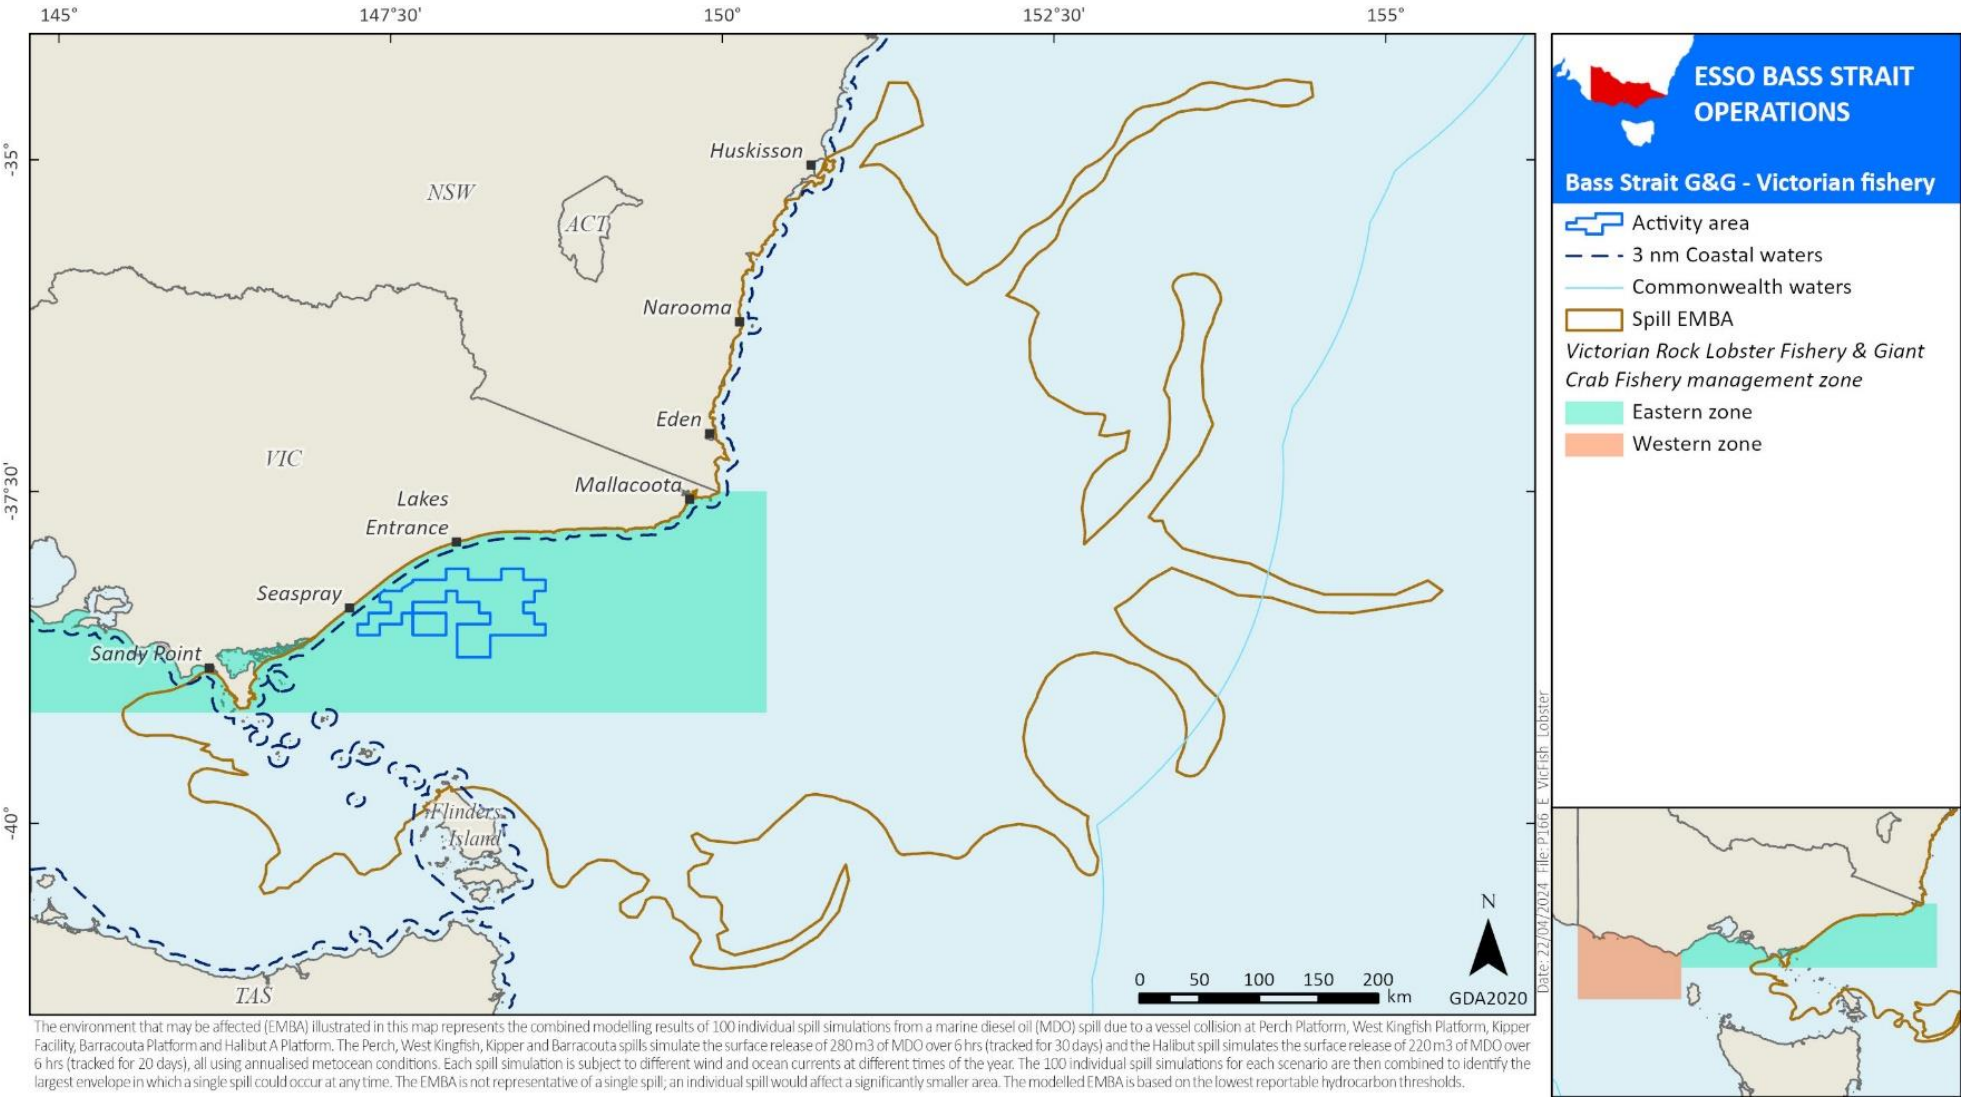 145°
147°30'
150°
152°30'
155°
-35°
-37°30'
-40°
Huskisson
NSW
ACT
Narooma
Eden
VIC
Mallacoota
Lakes
Entrance
Seaspray
Sandy Point
Flinders
Island
TAS
N
0 50 100 150 200
km
GDA2020
Date: 22/04/2024 File: P166_E_VicFish_Lobster
ESSO BASS STRAIT
OPERATIONS
Bass Strait G&G - Victorian fishery
Activity area
3 nm Coastal waters
Commonwealth waters
Spill EMBA
Victorian Rock Lobster Fishery & Giant
Crab Fishery management zone
Eastern zone
Western zone
The environment that may be affected (EMBA) illustrated in this map represents the combined modelling results of 100 individual spill simulations from a marine diesel oil (MDO) spill due to a vessel collision at Perch Platform, West Kingfish Platform, Kipper
Facility, Barracouta Platform and Halibut A Platform. The Perch, West Kingfish, Kipper and Barracouta spills simulate the surface release of 280 m3 of MDO over 6 hrs (tracked for 30 days) and the Halibut spill simulates the surface release of 220 m3 of MDO over
6 hrs (tracked for 20 days), all using annualised metocean conditions. Each spill simulation is subject to different wind and ocean currents at different times of the year. The 100 individual spill simulations for each scenario are then combined to identify the
largest envelope in which a single spill could occur at any time. The EMBA is not representative of a single spill; an individual spill would affect a significantly smaller area. The modelled EMBA is based on the lowest reportable hydrocarbon thresholds.